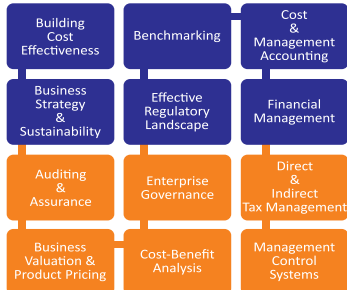 Building
Cost
Effectiveness
Benchmarking
Cost
&
Management
Accounting
Business
Strategy
&
Sustainability
Effective
Regulatory
Landscape
Financial
Management
Auditing
&
Assurance
Enterprise
Governance
Direct
&
Indirect
Tax Management
Business
Valuation &
Product Pricing
Cost-Benefit
Analysis
Management
Control
Systems